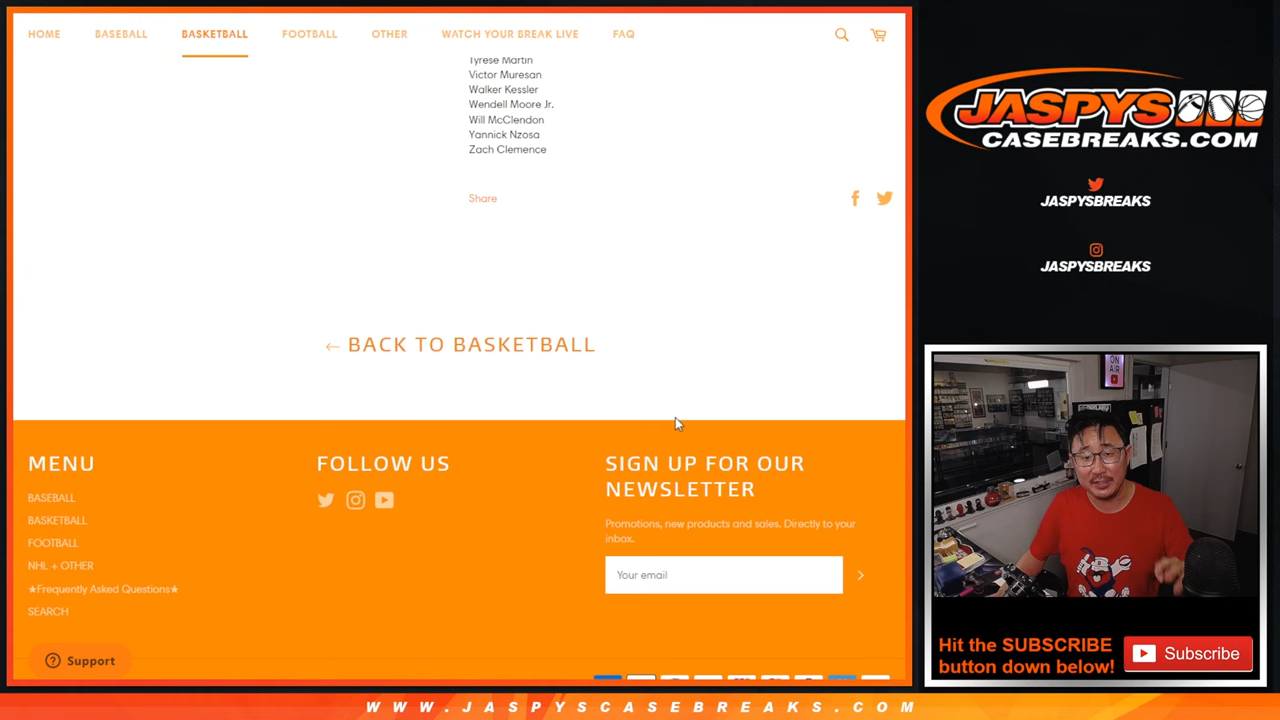 HOME BASEBALL BASKETBALL FOOTBALL OTHER WATCH YOUR BREAK LIVE FAQ
Tyrese Martin
Victor Muresan
Walker Kessler
Wendell Moore Jr.
Will McClendon
Yannick Nzosa
Zach Clemence
Share
← BACK TO BASKETBALL
MENU
BASEBALL
BASKETBALL
FOOTBALL
NHL + OTHER
★Frequently Asked Questions★
SEARCH
FOLLOW US
SIGN UP FOR OUR
NEWSLETTER
Promotions, new products and sales. Directly to your
inbox.
Your email
Support
JASPYS
CASEBREAKS.COM
JASPYSBREAKS
JASPYSBREAKS
ON
AIR
Hit the SUBSCRIBE
button down below!
Subscribe
WWW.JASPYSCASEBREAKS.COM